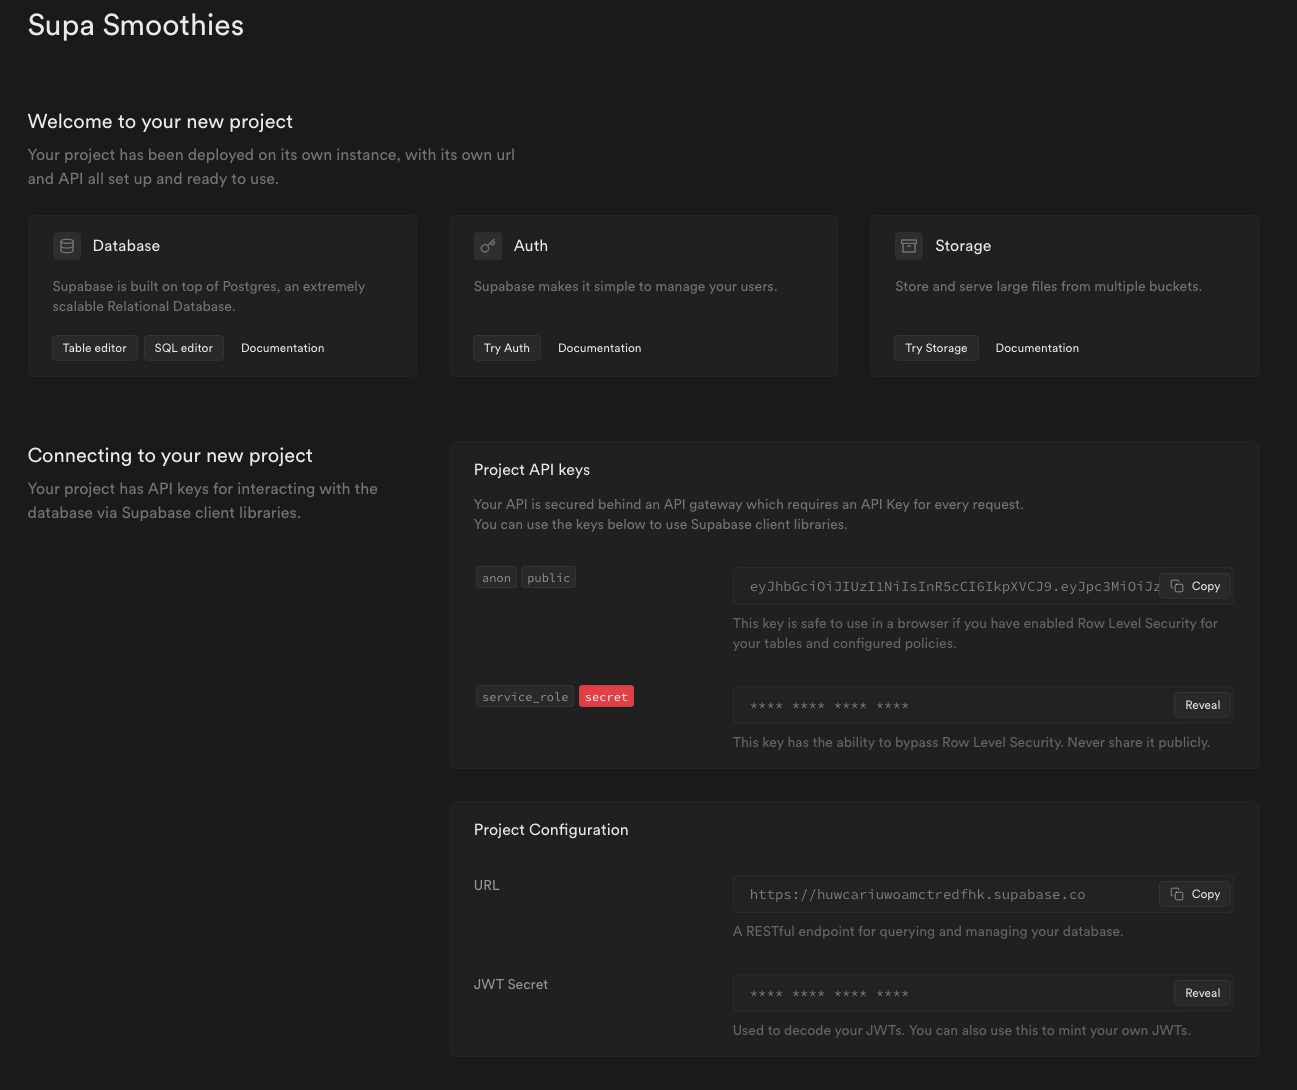 Supa Smoothies
Welcome to your new project
Your project has been deployed on its own instance, with its own url
and API all set up and ready to use.
Database
Supabase is built on top of Postgres, an extremely
scalable Relational Database.
Table editor SQL editor Documentation
Auth
Supabase makes it simple to manage your users.
Try Auth Documentation
Storage
Store and serve large files from multiple buckets.
Try Storage Documentation
Connecting to your new project
Your project has API keys for interacting with the
database via Supabase client libraries.
Project API keys
Your API is secured behind an API gateway which requires an API Key for every request.
You can use the keys below to use Supabase client libraries.
anon public
eyJhbGciOiJIUzI1NiIsInR5cCI6IkpXVCJ9.eyJpc3MiOiJz Copy
This key is safe to use in a browser if you have enabled Row Level Security for
your tables and configured policies.
service_role secret
**** **** **** **** Reveal
This key has the ability to bypass Row Level Security. Never share it publicly.
Project Configuration
URL
https://huwcariuwoamctredfhk.supabase.co Copy
A RESTful endpoint for querying and managing your database.
JWT Secret
**** **** **** **** Reveal
Used to decode your JWTs. You can also use this to mint your own JWTs.